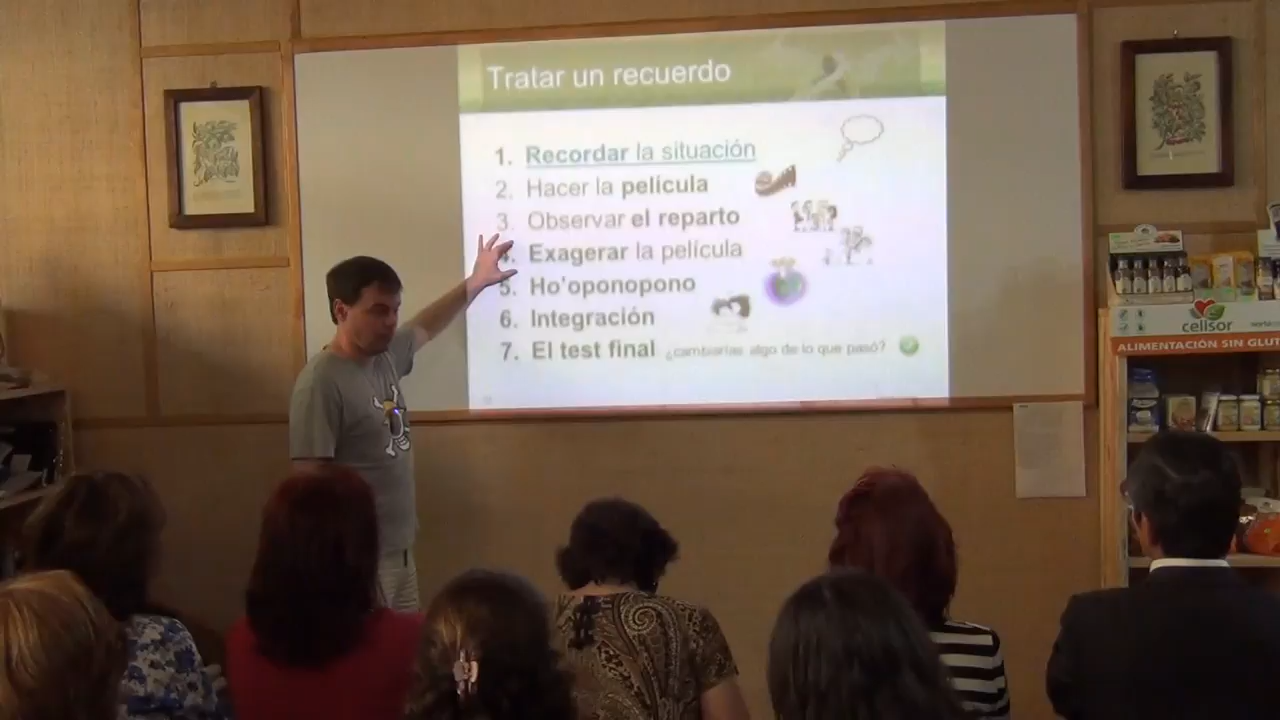 Tratar un recuerdo
1. Recordar la situación
2. Hacer la película
3. Observar el reparto
4. Exagerar la película
5. Ho'oponopono
6. Integración
7. El test final ¿cambiarías algo de lo que pasó?
celisor
ALIMENTACIÓN SIN GLUT